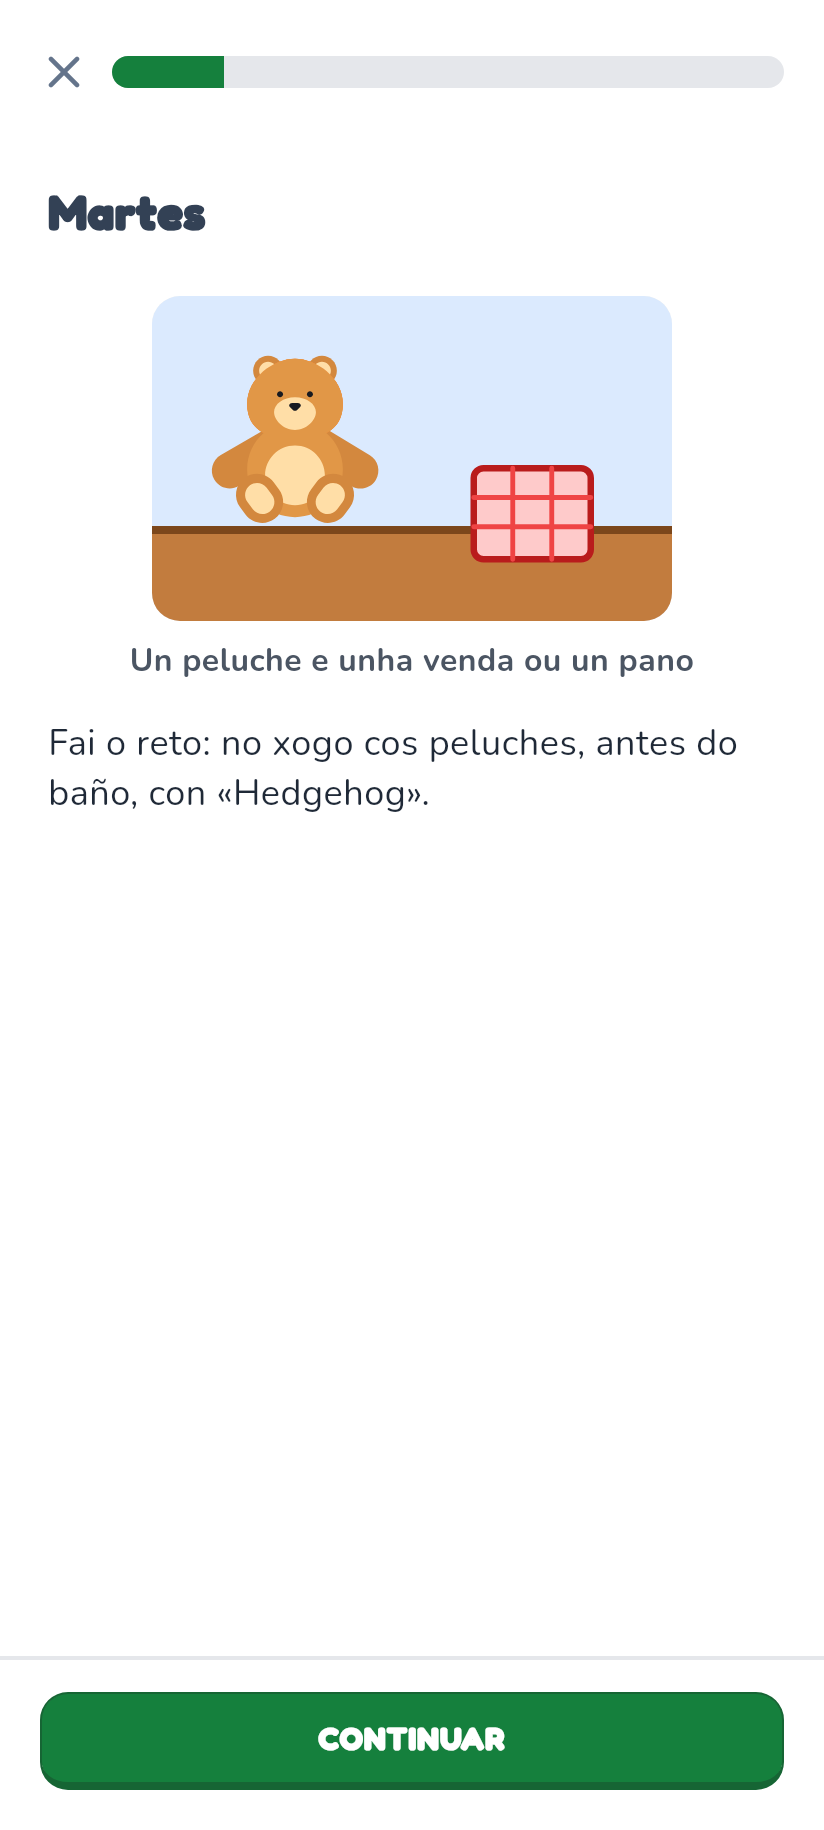 Martes
Un peluche e unha venda ou un pano
Fai o reto: no xogo cos peluches, antes do
baño, con «Hedgehog».
CONTINUAR